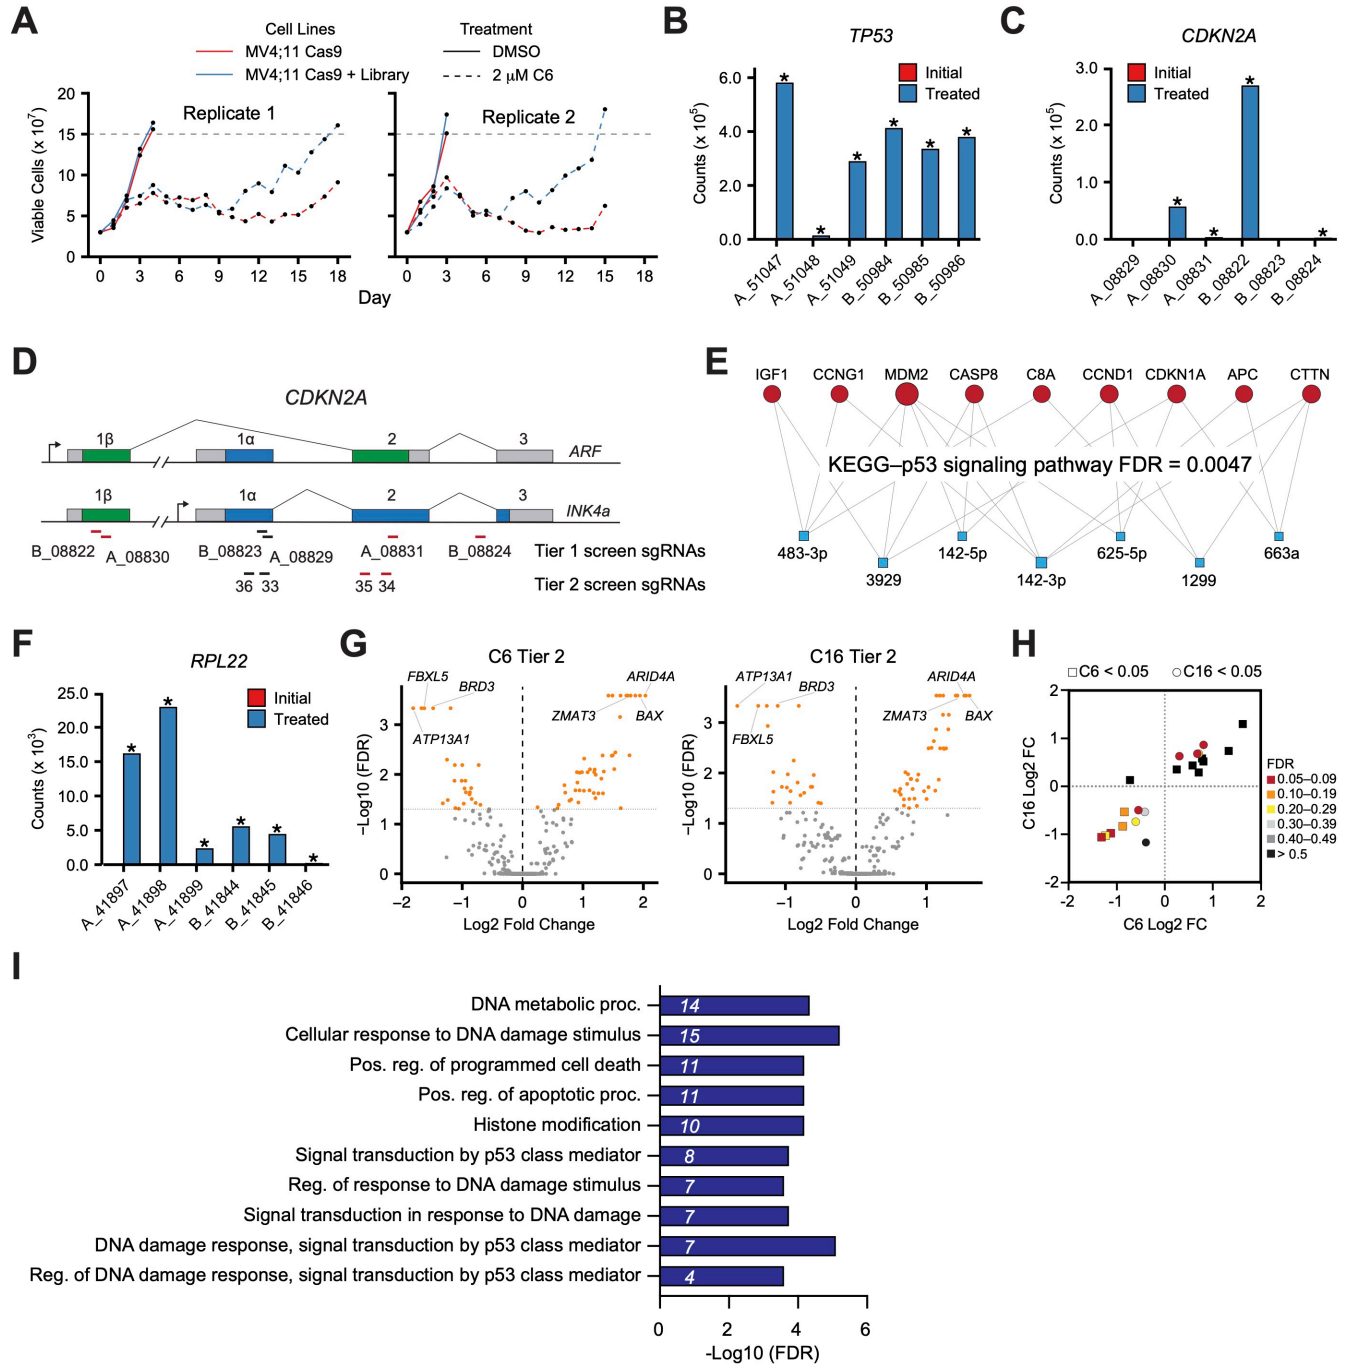 A
Cell Lines
Treatment
MV4;11 Cas9
DMSO
MV4;11 Cas9 + Library
2 μM C6
Viable Cells (x 10⁷)
20
15
10
5
0
Replicate 1
Replicate 2
0 3 6 9 12 15 18
0 3 6 9 12 15 18
Day
B
TP53
Initial
Treated
Counts (x 10⁵)
6.0
4.0
2.0
0.0
* * * * * *
A_51047
A_51048
A_51049
B_50984
B_50985
B_50986
C
CDKN2A
Initial
Treated
Counts (x 10⁵)
3.0
2.0
1.0
0.0
* * * *
A_08829
A_08830
A_08831
B_08822
B_08823
B_08824
D
CDKN2A
1β 1α 2 3
ARF
1β 1α 2 3
INK4a
B_08822 A_08830 B_08823 A_08829 A_08831 B_08824
Tier 1 screen sgRNAs
36 33 35 34
Tier 2 screen sgRNAs
E
IGF1 CCNG1 MDM2 CASP8 C8A CCND1 CDKN1A APC CTTN
KEGG–p53 signaling pathway FDR = 0.0047
483-3p 142-5p 625-5p 663a
3929 142-3p 1299
F
RPL22
Initial
Treated
Counts (x 10³)
25.0
20.0
15.0
10.0
5.0
0.0
* * * * * *
A_41897
A_41898
A_41899
B_41844
B_41845
B_41846
G
C6 Tier 2
FBXL5
BRD3
ATP13A1
ARID4A
ZMAT3
BAX
−Log10 (FDR)
3
2
1
0
−2 −1 0 1 2
Log2 Fold Change
C16 Tier 2
ATP13A1
BRD3
FBXL5
ARID4A
ZMAT3
BAX
−Log10 (FDR)
3
2
1
0
−1 0 1
Log2 Fold Change
H
C6 < 0.05
C16 < 0.05
C16 Log2 FC
2
1
0
-1
-2
-2 -1 0 1 2
C6 Log2 FC
FDR
0.05–0.09
0.10–0.19
0.20–0.29
0.30–0.39
0.40–0.49
> 0.5
I
DNA metabolic proc. 14
Cellular response to DNA damage stimulus 15
Pos. reg. of programmed cell death 11
Pos. reg. of apoptotic proc. 11
Histone modification 10
Signal transduction by p53 class mediator 8
Reg. of response to DNA damage stimulus 7
Signal transduction in response to DNA damage 7
DNA damage response, signal transduction by p53 class mediator 7
Reg. of DNA damage response, signal transduction by p53 class mediator 4
0 2 4 6
-Log10 (FDR)